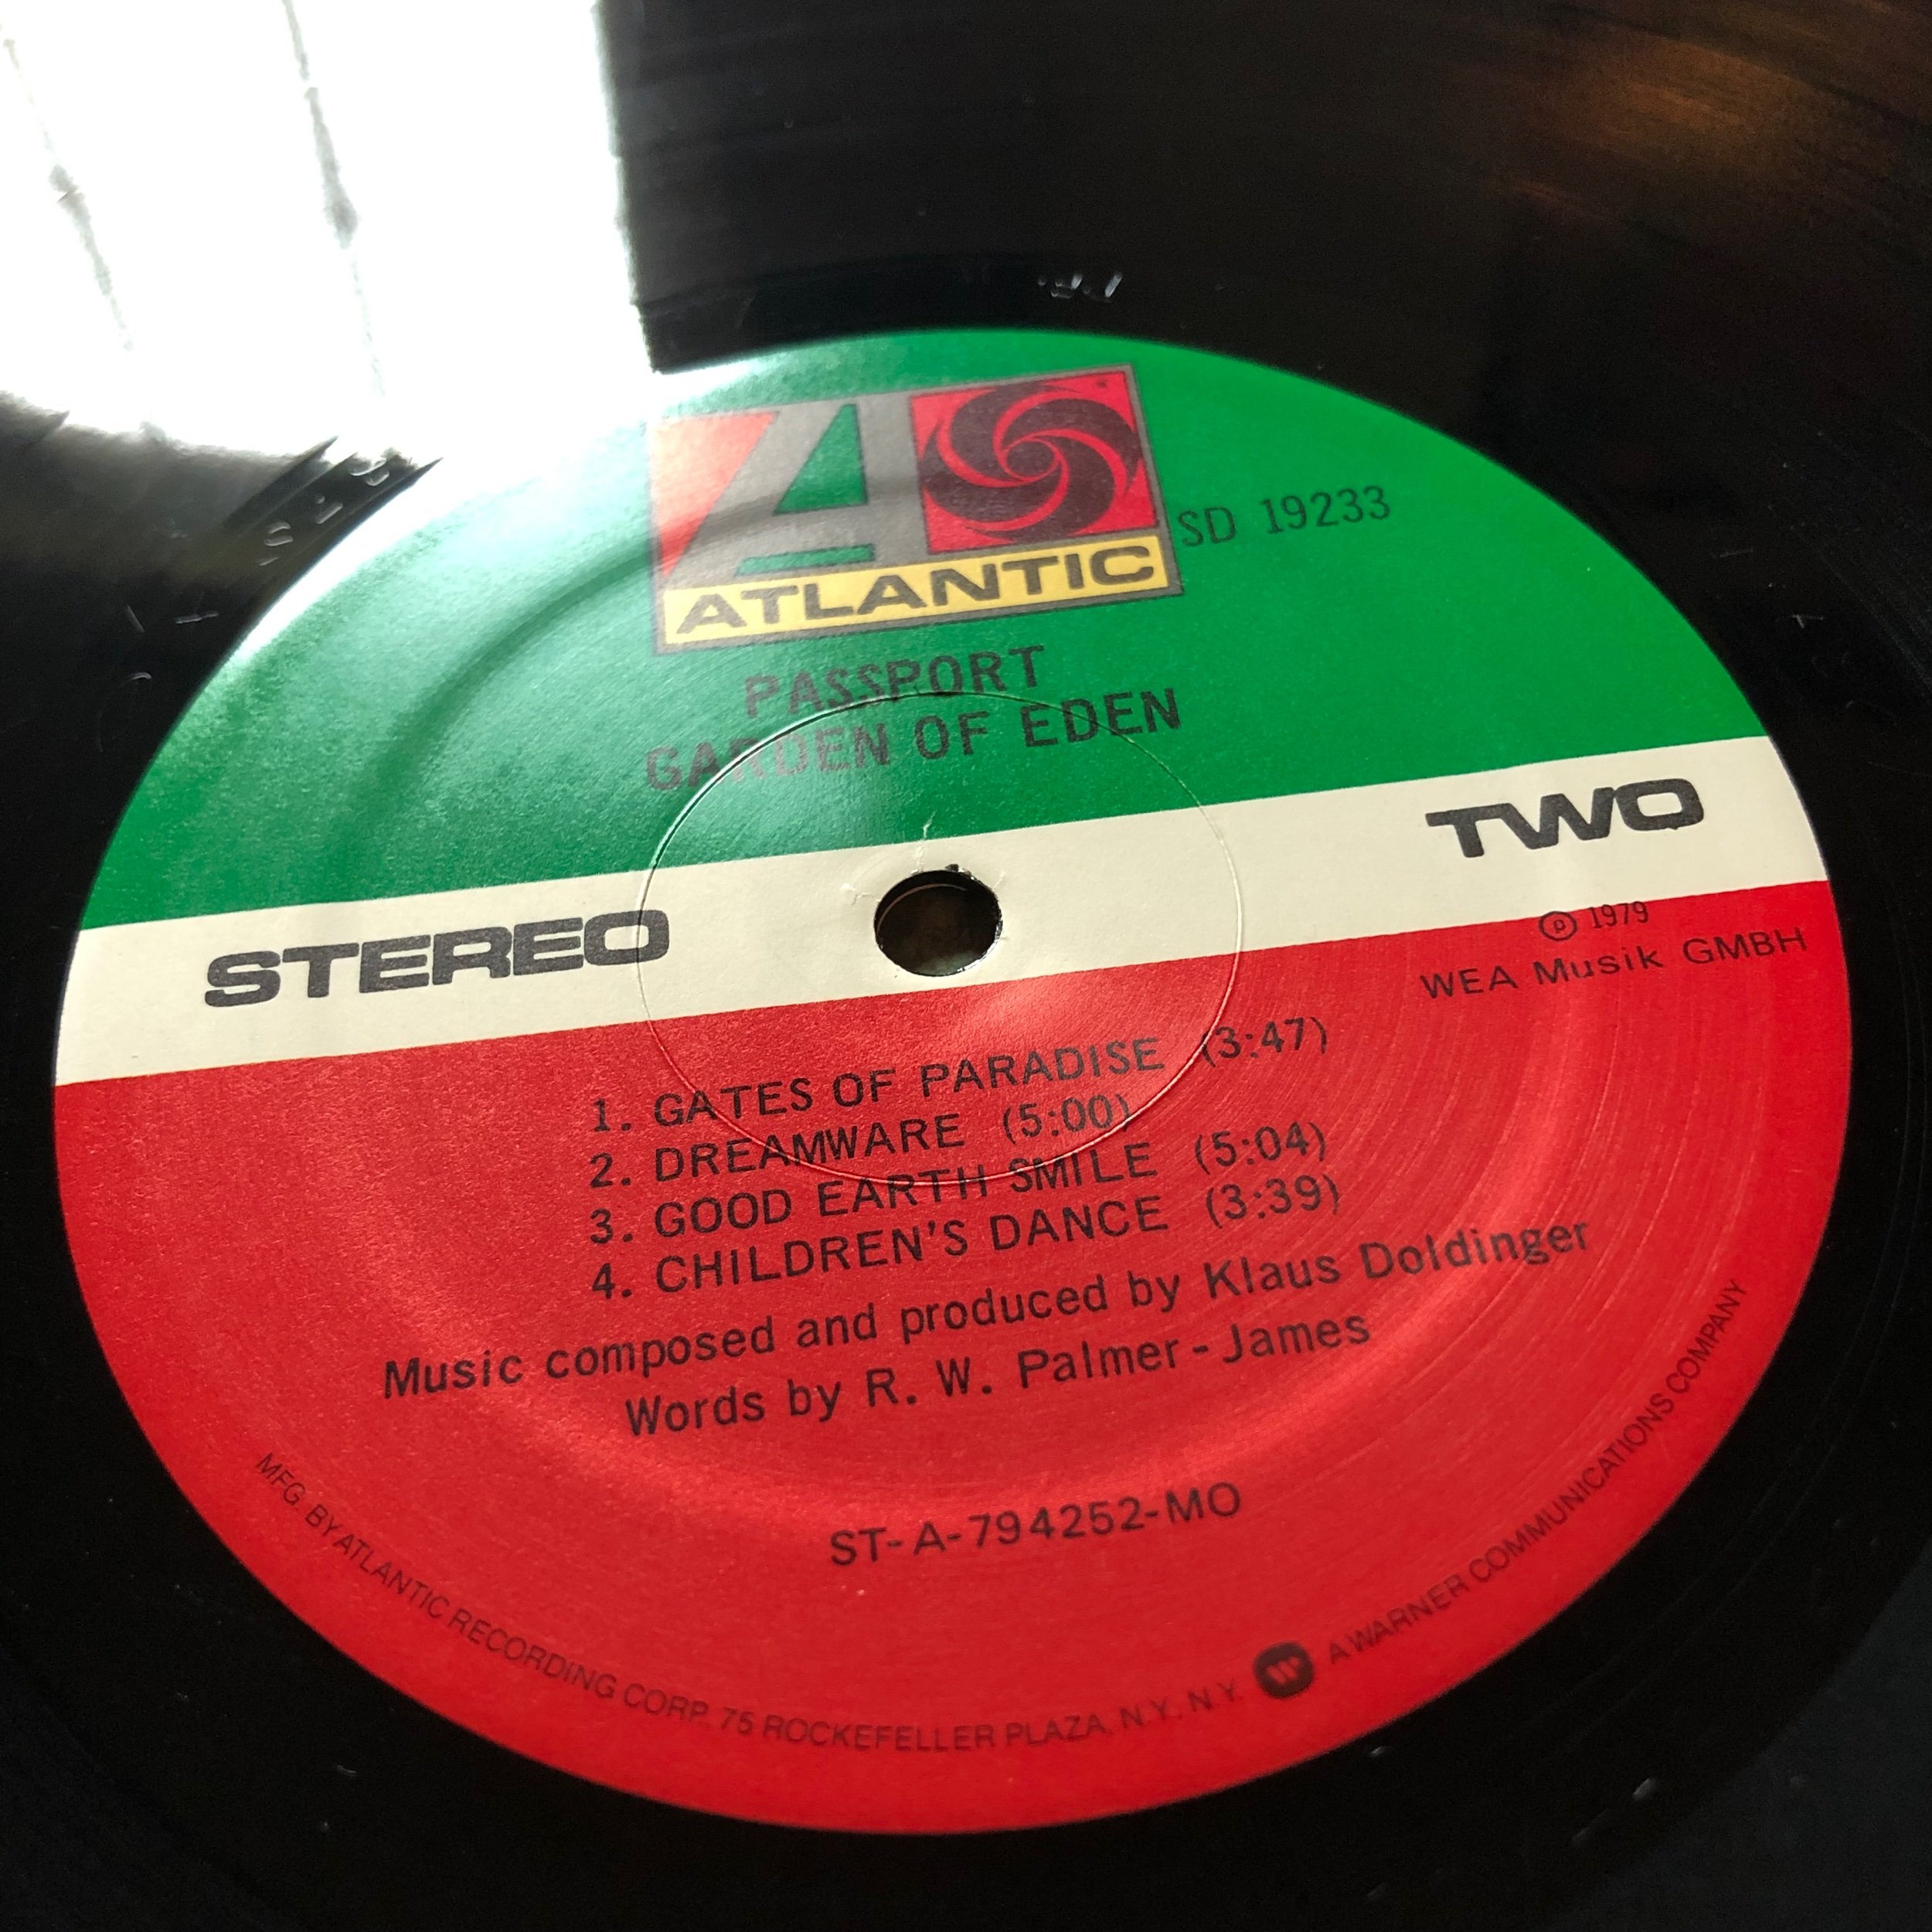 ATLANTIC
SD 19233
PASSPORT
GARDEN OF EDEN
STEREO
TWO
Ⓟ 1979
WEA Musik GMBH
1. GATES OF PARADISE (3:47)
2. DREAMWARE (5:00)
3. GOOD EARTH SMILE (5:04)
4. CHILDREN'S DANCE (3:39)
Music composed and produced by Klaus Doldinger
Words by R. W. Palmer-James
ST-A-794252-MO
MFG. BY ATLANTIC RECORDING CORP. 75 ROCKEFELLER PLAZA, N.Y., N.Y. W A WARNER COMMUNICATIONS COMPANY